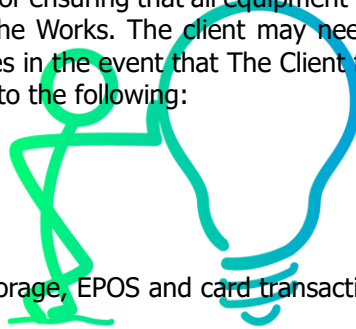 or ensuring that all equipment
he Works. The client may nee
es in the event that The Client
to the following:
orage, EPOS and card transacti